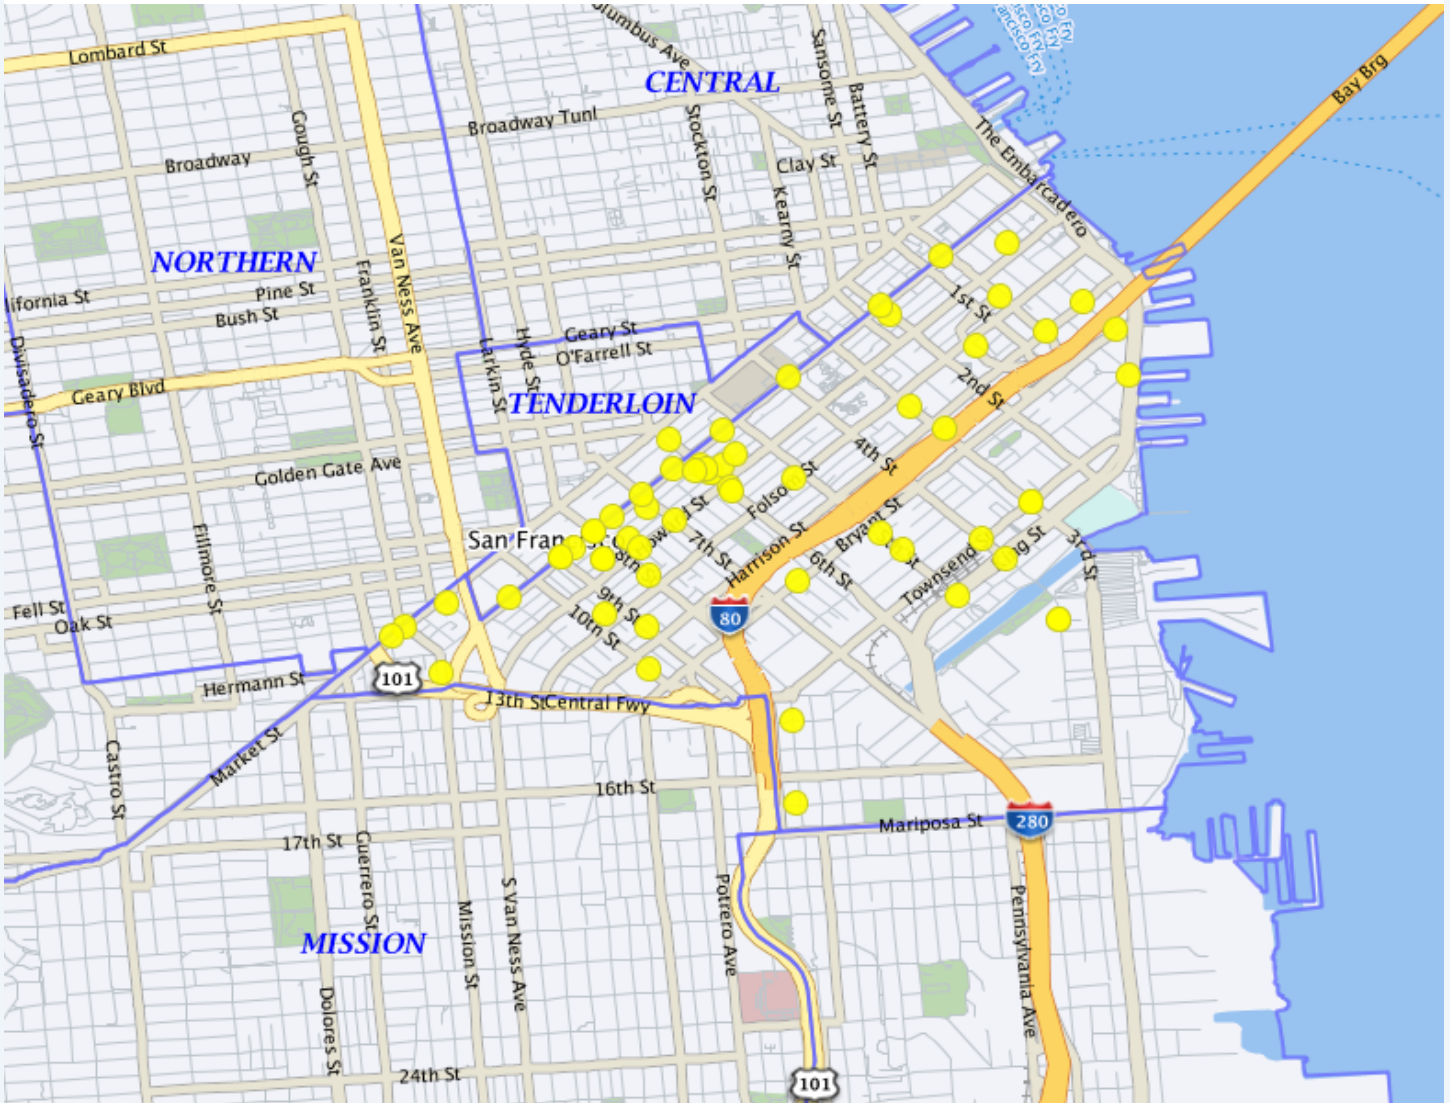 Lombard St
Columbus Ave
CENTRAL
Sansome St
Battery St
Bay Brg
Gough St
Broadway Tunl
Stockton St
Clay St
The Embarcadero
Broadway
Kearny St
NORTHERN
Van Ness Ave
Franklin St
lifornia St
Pine St
Bush St
1st St
Geary St
O'Farrell St
Hyde St
Larkin St
Divisadero St
Geary Blvd
TENDERLOIN
2nd St
Golden Gate Ave
4th St
Folsom St
Howard St
Bryant St
Fillmore St
San Francisco
7th St
8th St
Harrison St
6th St
Townsend St
King St
3rd St
Fell St
Oak St
9th St
10th St
80
Hermann St
101
13th St
Central Fwy
Market St
Castro St
16th St
17th St
Mariposa St
280
Guerrero St
MISSION
Mission St
S Van Ness Ave
Potrero Ave
Pennsylvania Ave
Dolores St
24th St
101